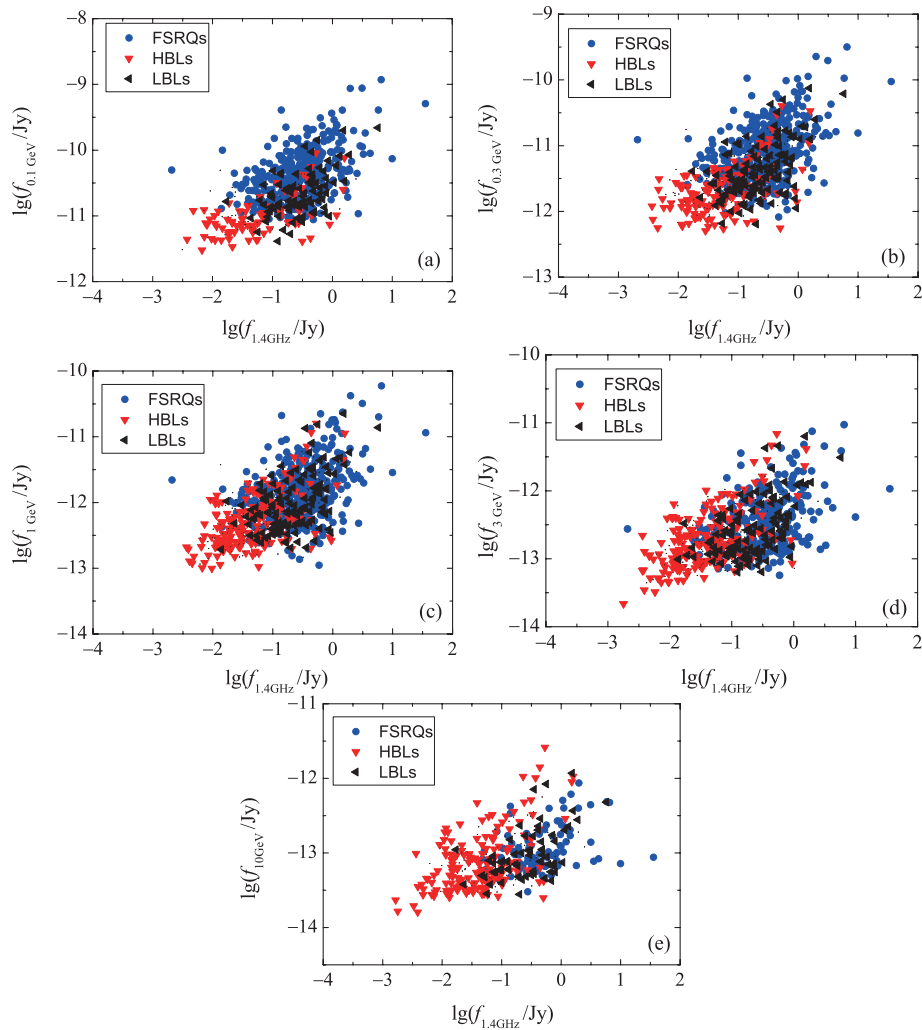 −8
−9
−10
−11
−12
−4 −3 −2 −1 0 1 2
lg(f0.1 GeV/Jy)
lg(f1.4GHz/Jy)
FSRQs
HBLs
LBLs
(a)
−9
−10
−11
−12
−13
−4 −3 −2 −1 0 1 2
lg(f0.3 GeV/Jy)
lg(f1.4GHz/Jy)
FSRQs
HBLs
LBLs
(b)
−10
−11
−12
−13
−14
−4 −3 −2 −1 0 1 2
lg(f1 GeV/Jy)
lg(f1.4GHz/Jy)
FSRQs
HBLs
LBLs
(c)
−10
−11
−12
−13
−14
−4 −3 −2 −1 0 1 2
lg(f3 GeV/Jy)
lg(f1.4GHz/Jy)
FSRQs
HBLs
LBLs
(d)
−11
−12
−13
−14
−4 −3 −2 −1 0 1 2
lg(f10GeV/Jy)
lg(f1.4GHz/Jy)
FSRQs
HBLs
LBLs
(e)